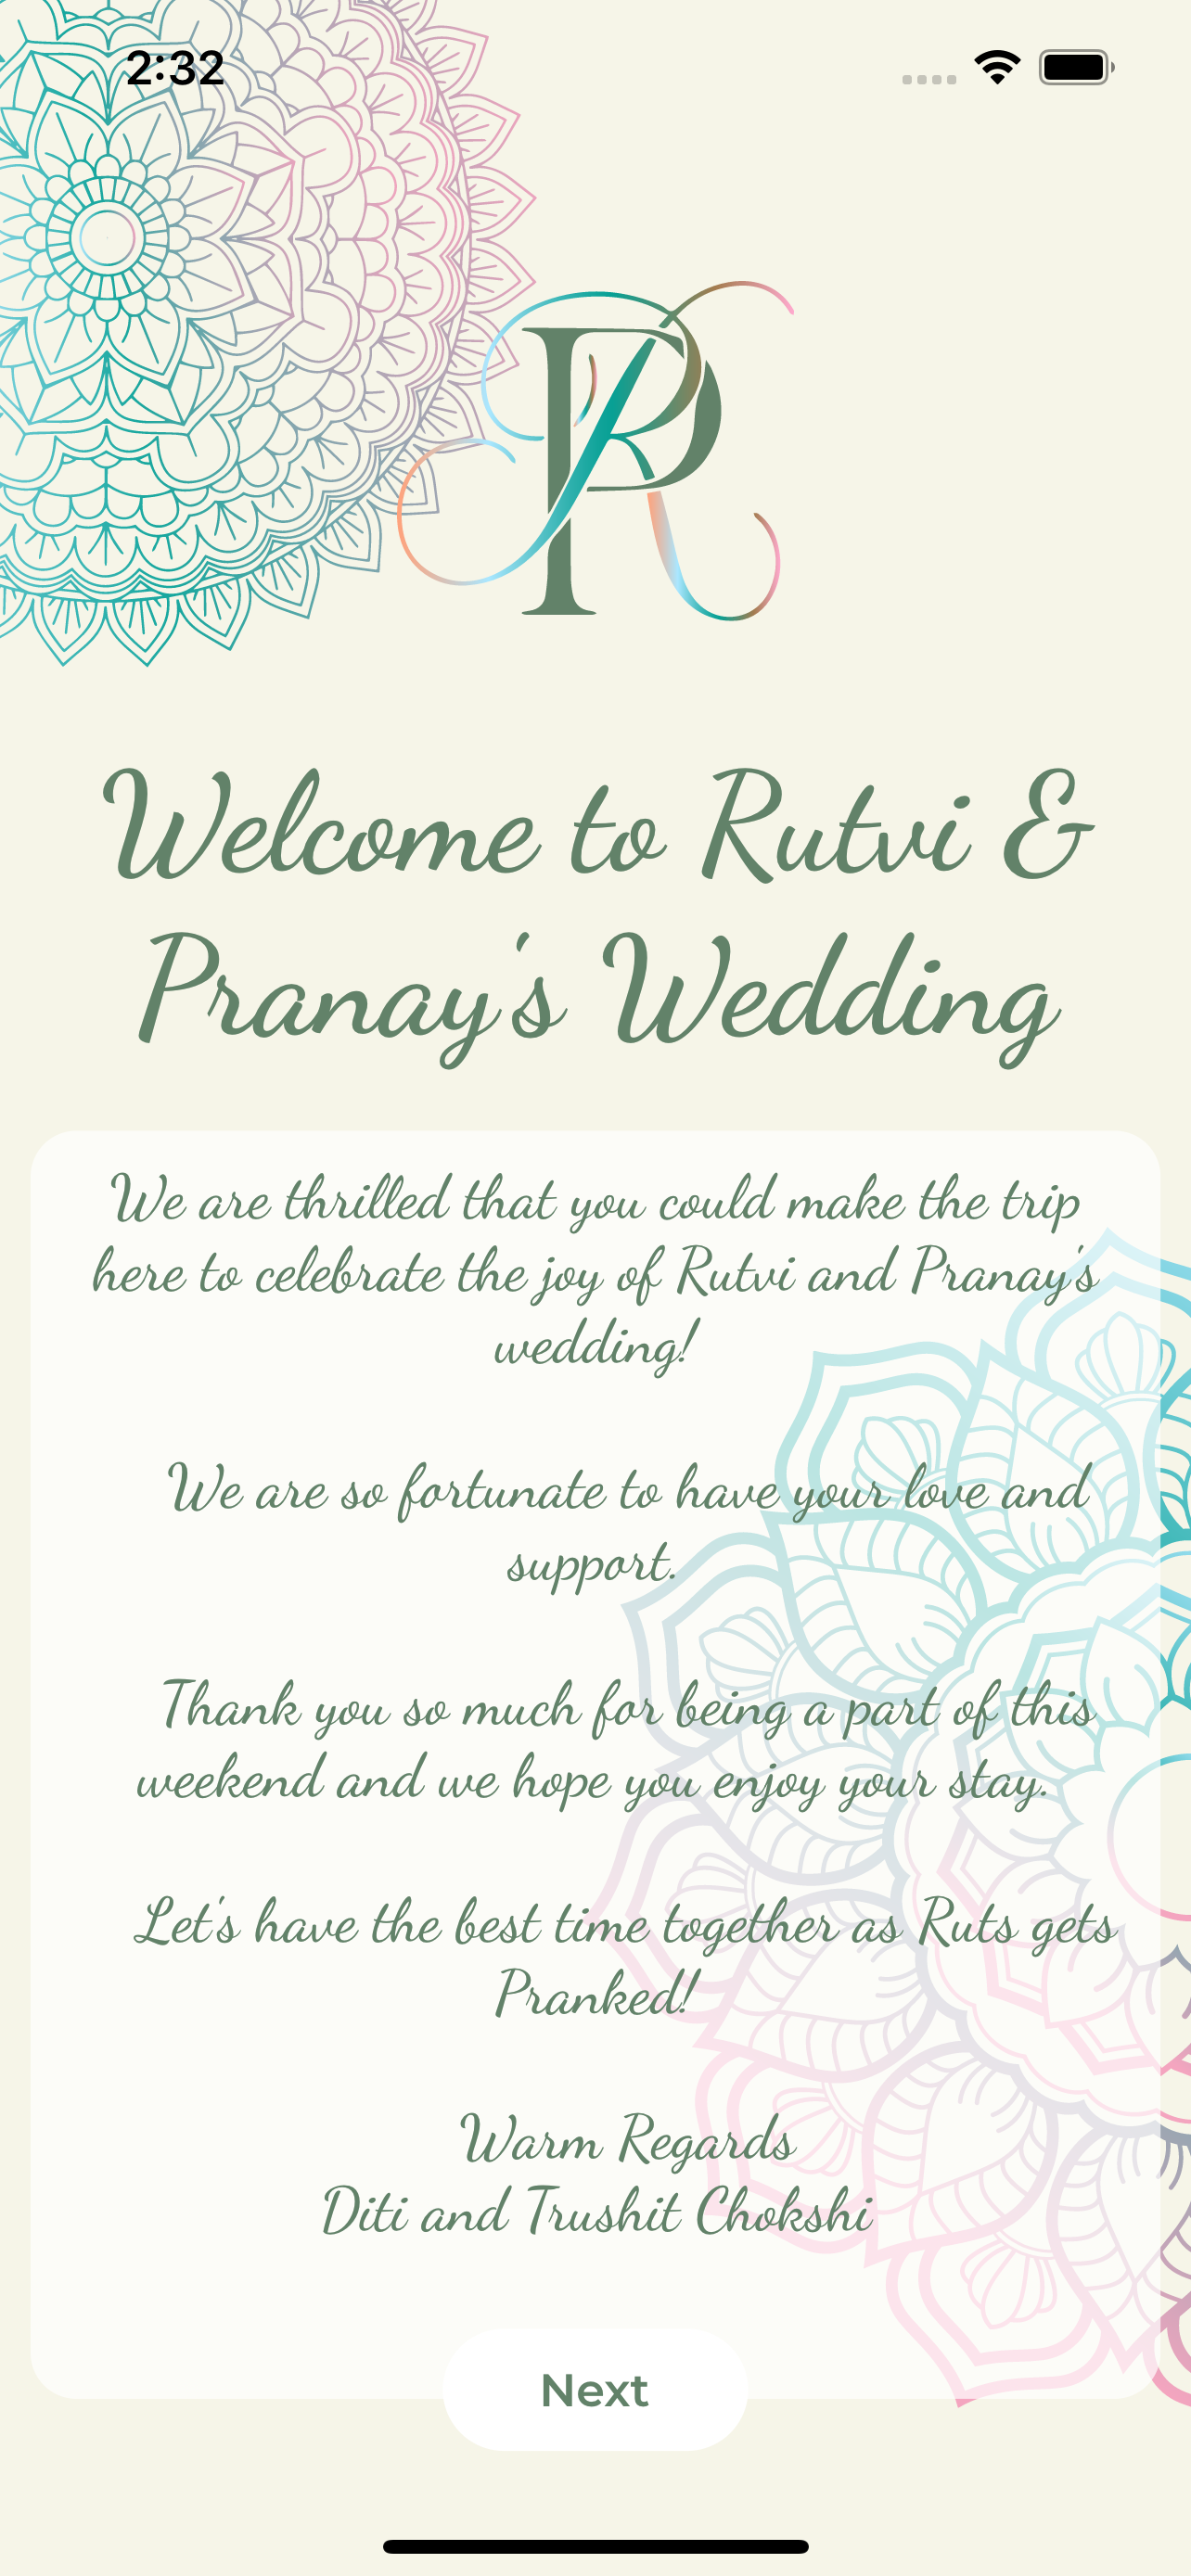 2:32
PR
Welcome to Rutvi &
Pranay's Wedding
We are thrilled that you could make the trip
here to celebrate the joy of Rutvi and Pranay's
wedding!
We are so fortunate to have your love and
support.
Thank you so much for being a part of this
weekend and we hope you enjoy your stay.
Let's have the best time together as Ruts gets
Pranked!
Warm Regards
Diti and Trushit Chokshi
Next